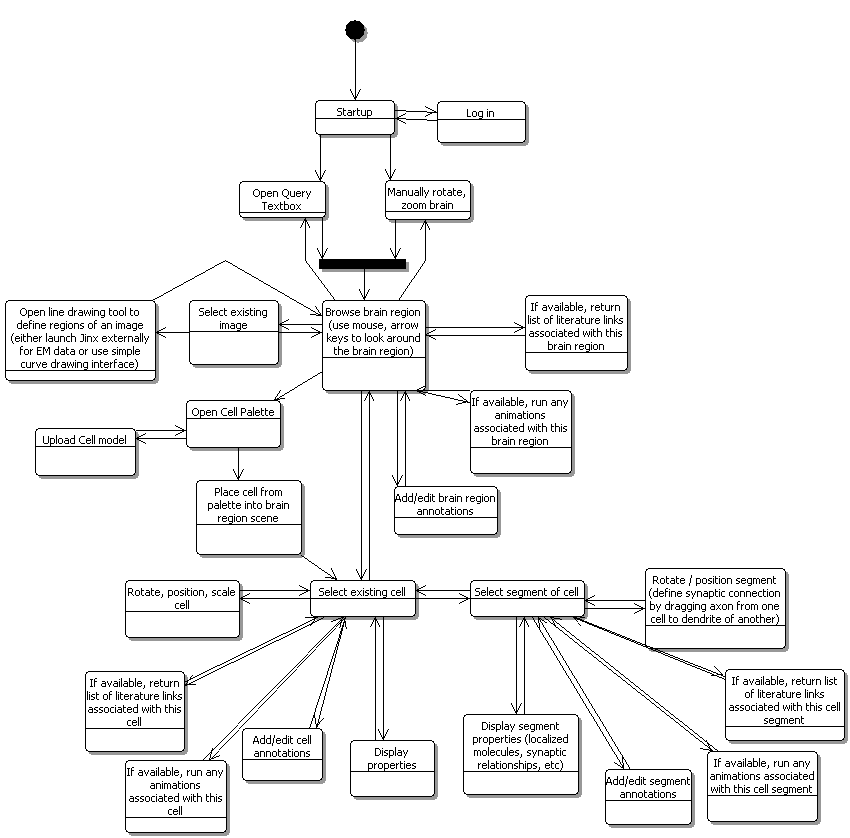 Startup
Log in
Open Query
Textbox
Manually rotate,
zoom brain
Open line drawing tool to
define regions of an image
(either launch Jinx externally
for EM data or use simple
curve drawing interface)
Select existing
image
Browse brain region
(use mouse, arrow
keys to look around
the brain region)
If available, return
list of literature links
associated with this
brain region
Open Cell Palette
If available, run any
animations
associated with this
brain region
Upload Cell model
Place cell from
palette into brain
region scene
Add/edit brain region
annotations
Rotate, position, scale
cell
Select existing cell
Select segment of cell
Rotate / position segment
(define synaptic connection
by dragging axon from one
cell to dendrite of another)
If available, return
list of literature links
associated with this
cell
If available, run any
animations
associated with this
cell
Add/edit cell
annotations
Display
properties
Display segment
properties (localized
molecules, synaptic
relationships, etc)
Add/edit segment
annotations
If available, run any
animations associated
with this cell segment
If available, return list
of literature links
associated with this cell
segment